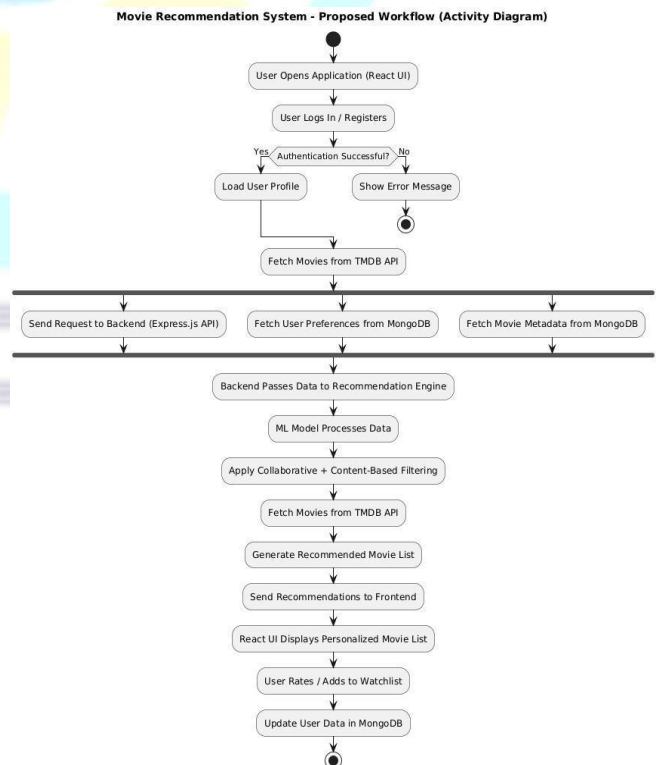 Movie Recommendation System - Proposed Workflow (Activity Diagram)
User Opens Application (React UI)
User Logs In / Registers
Yes
Authentication Successful?
No
Load User Profile
Show Error Message
Fetch Movies from TMDB API
Send Request to Backend (Express.js API)
Fetch User Preferences from MongoDB
Fetch Movie Metadata from MongoDB
Backend Passes Data to Recommendation Engine
ML Model Processes Data
Apply Collaborative + Content-Based Filtering
Fetch Movies from TMDB API
Generate Recommended Movie List
Send Recommendations to Frontend
React UI Displays Personalized Movie List
User Rates / Adds to Watchlist
Update User Data in MongoDB